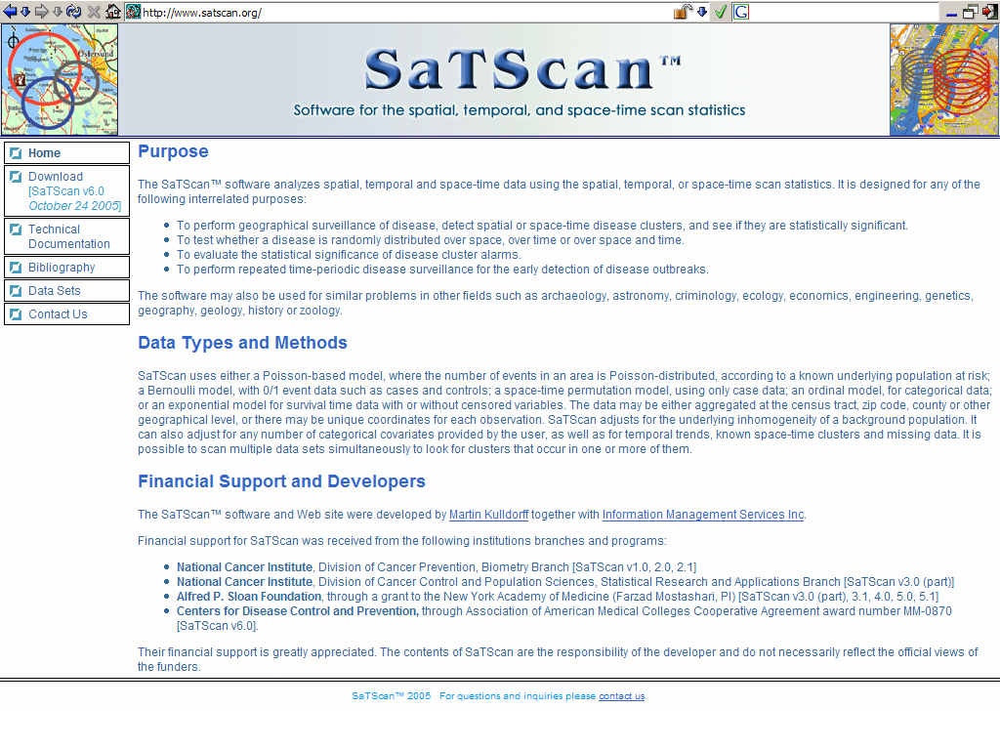 http://www.satscan.org/
G
Östersund
SaTScan™
Software for the spatial, temporal, and space-time scan statistics
Home
Download
[SaTScan v6.0
October 24 2005]
Technical
Documentation
Bibliography
Data Sets
Contact Us
Purpose
The SaTScan™ software analyzes spatial, temporal and space-time data using the spatial, temporal, or space-time scan statistics. It is designed for any of the
following interrelated purposes:
To perform geographical surveillance of disease, detect spatial or space-time disease clusters, and see if they are statistically significant.
To test whether a disease is randomly distributed over space, over time or over space and time.
To evaluate the statistical significance of disease cluster alarms.
To perform repeated time-periodic disease surveillance for the early detection of disease outbreaks.
The software may also be used for similar problems in other fields such as archaeology, astronomy, criminology, ecology, economics, engineering, genetics,
geography, geology, history or zoology.
Data Types and Methods
SaTScan uses either a Poisson-based model, where the number of events in an area is Poisson-distributed, according to a known underlying population at risk;
a Bernoulli model, with 0/1 event data such as cases and controls; a space-time permutation model, using only case data; an ordinal model, for categorical data;
or an exponential model for survival time data with or without censored variables. The data may be either aggregated at the census tract, zip code, county or other
geographical level, or there may be unique coordinates for each observation. SaTScan adjusts for the underlying inhomogeneity of a background population. It
can also adjust for any number of categorical covariates provided by the user, as well as for temporal trends, known space-time clusters and missing data. It is
possible to scan multiple data sets simultaneously to look for clusters that occur in one or more of them.
Financial Support and Developers
The SaTScan™ software and Web site were developed by Martin Kulldorff together with Information Management Services Inc.
Financial support for SaTScan was received from the following institutions branches and programs:
National Cancer Institute, Division of Cancer Prevention, Biometry Branch [SaTScan v1.0, 2.0, 2.1]
National Cancer Institute, Division of Cancer Control and Population Sciences, Statistical Research and Applications Branch [SaTScan v3.0 (part)]
Alfred P. Sloan Foundation, through a grant to the New York Academy of Medicine (Farzad Mostashari, PI) [SaTScan v3.0 (part), 3.1, 4.0, 5.0, 5.1]
Centers for Disease Control and Prevention, through Association of American Medical Colleges Cooperative Agreement award number MM-0870
[SaTScan v6.0].
Their financial support is greatly appreciated. The contents of SaTScan are the responsibility of the developer and do not necessarily reflect the official views of
the funders.
SaTScan™ 2005 For questions and inquiries please contact us.